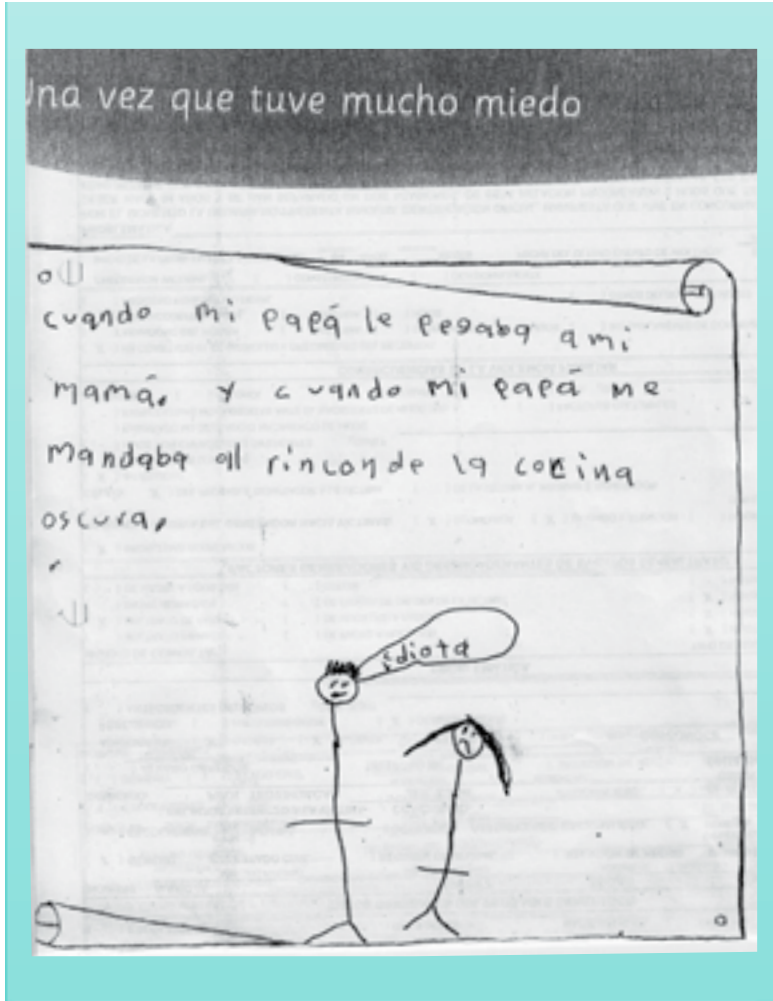 Una vez que tuve mucho miedo
cuando mi papá le pegaba a mi
mamá. y cuando mi papá me
mandaba al rincon de la cocina
oscura.
idiota